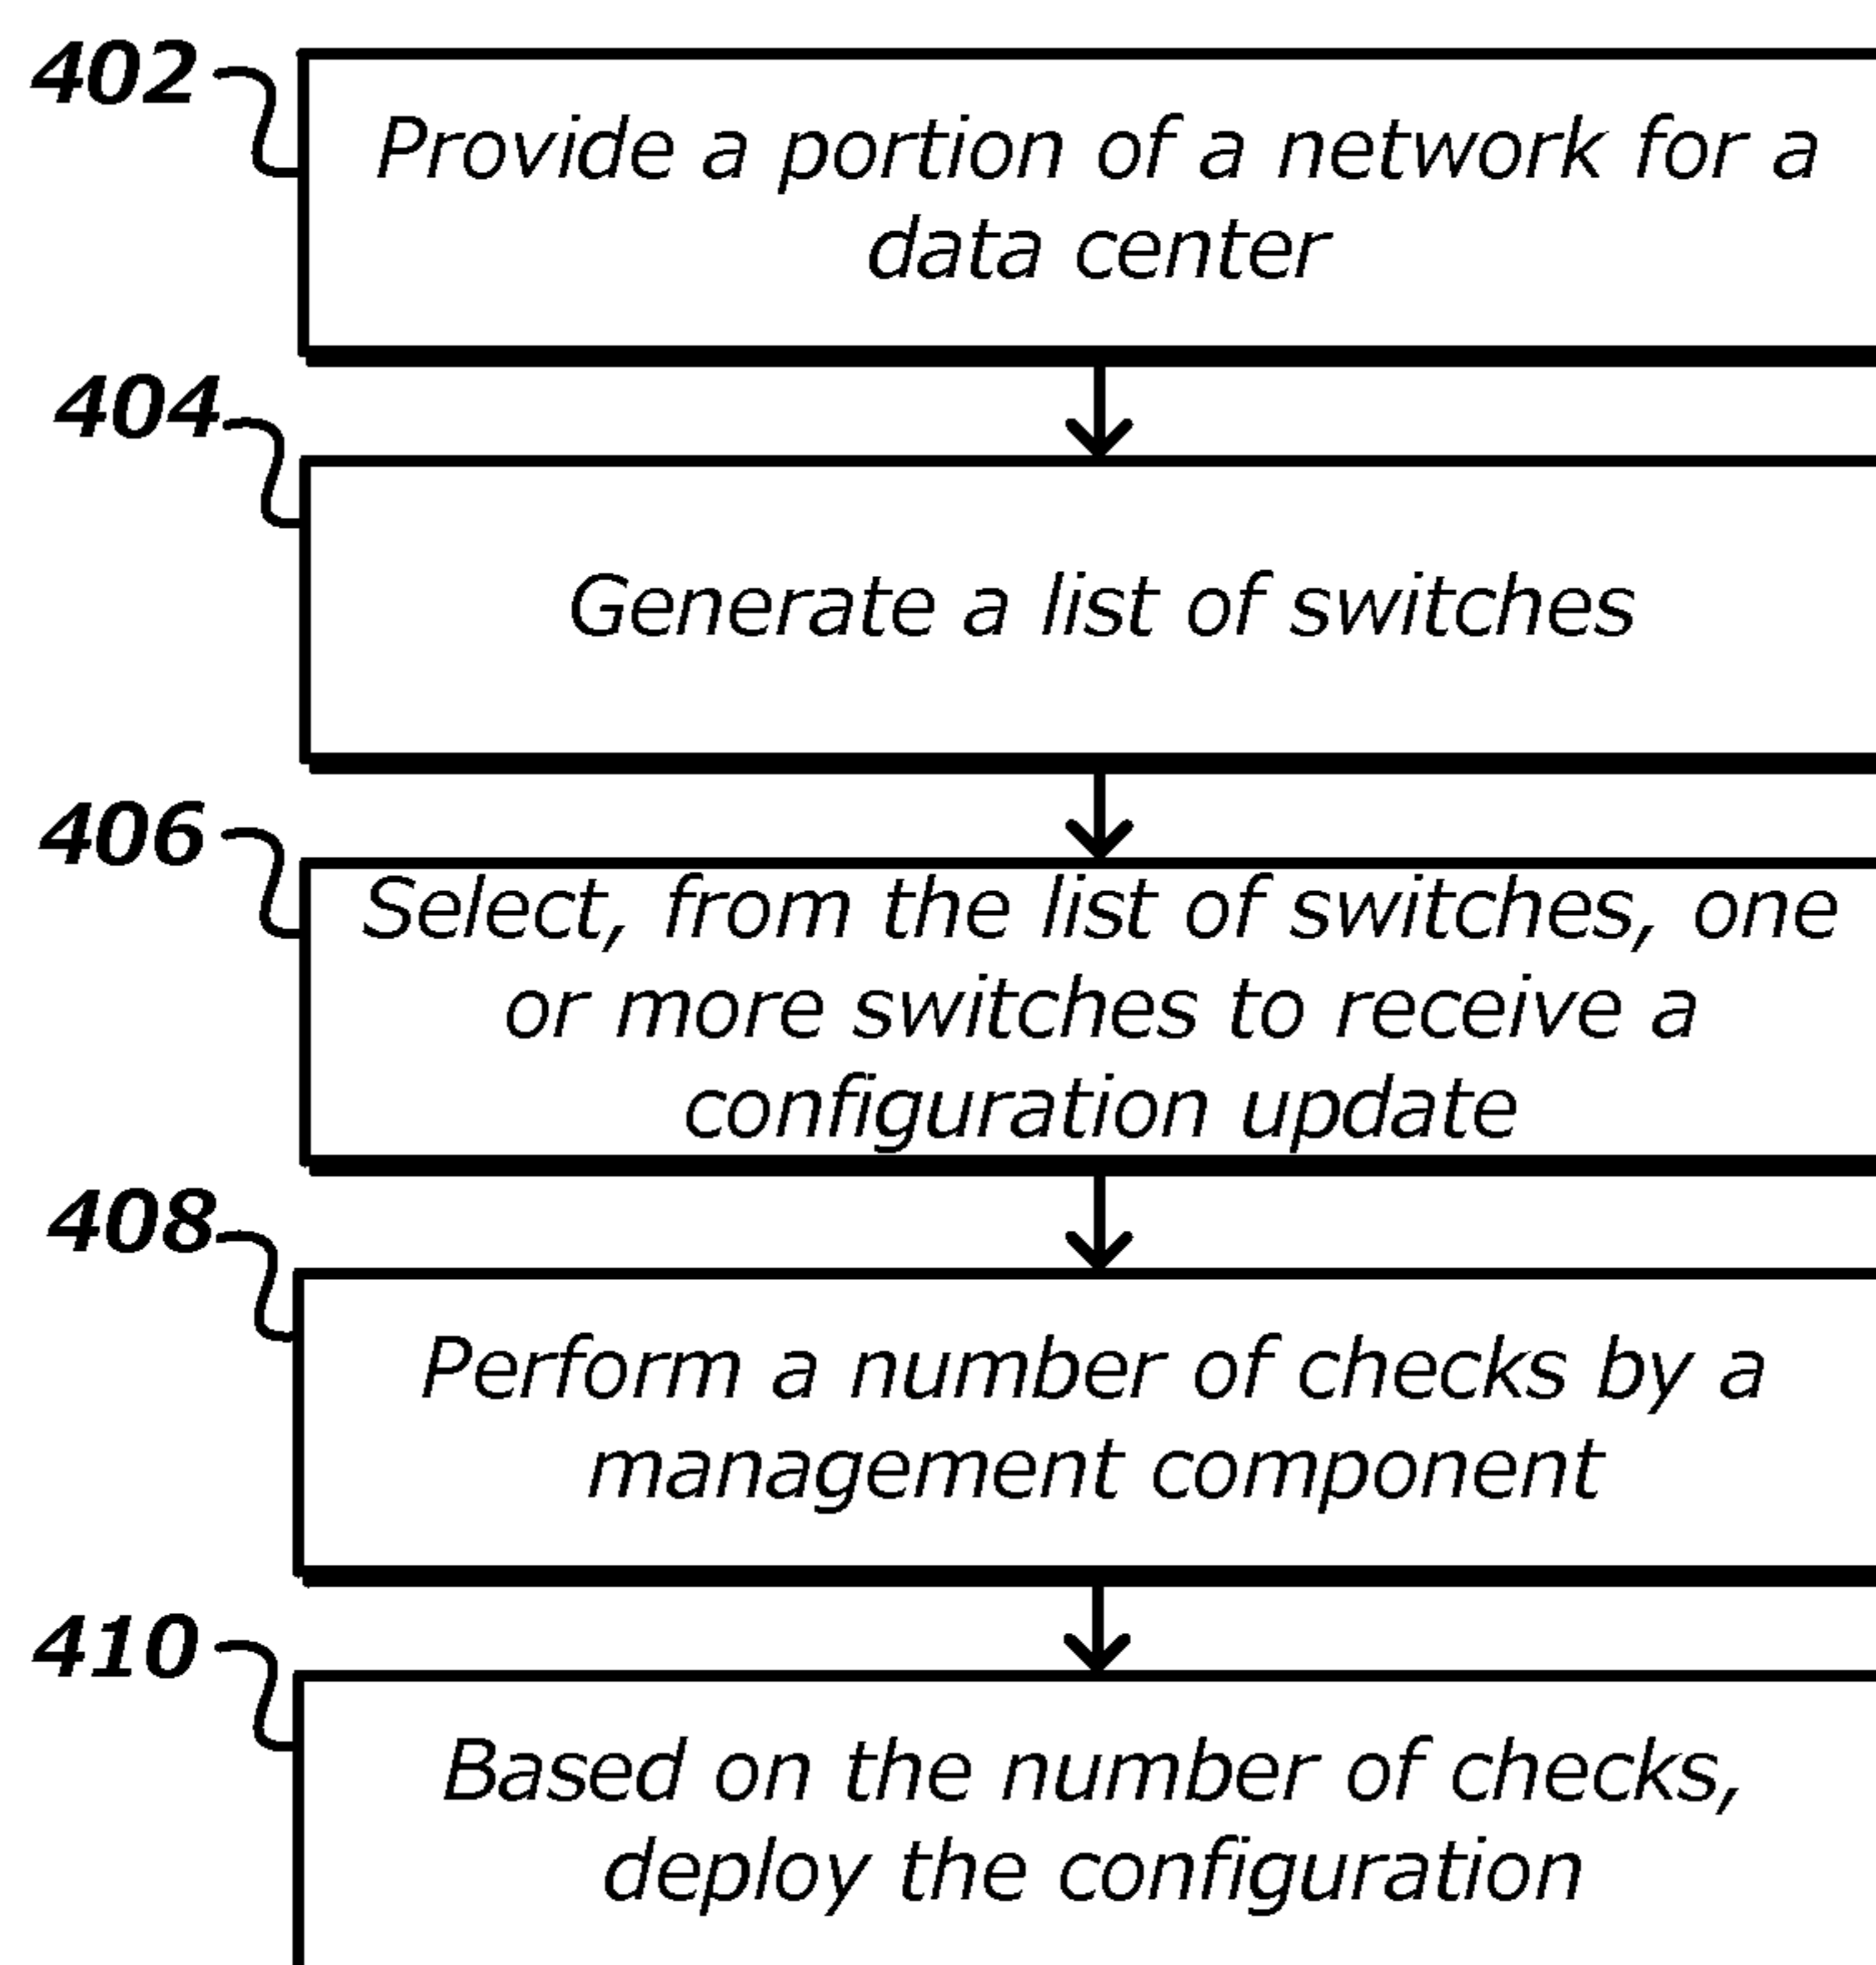 402
Provide a portion of a network for a
data center
404
Generate a list of switches
406
Select, from the list of switches, one
or more switches to receive a
configuration update
408
Perform a number of checks by a
management component
410
Based on the number of checks,
deploy the configuration